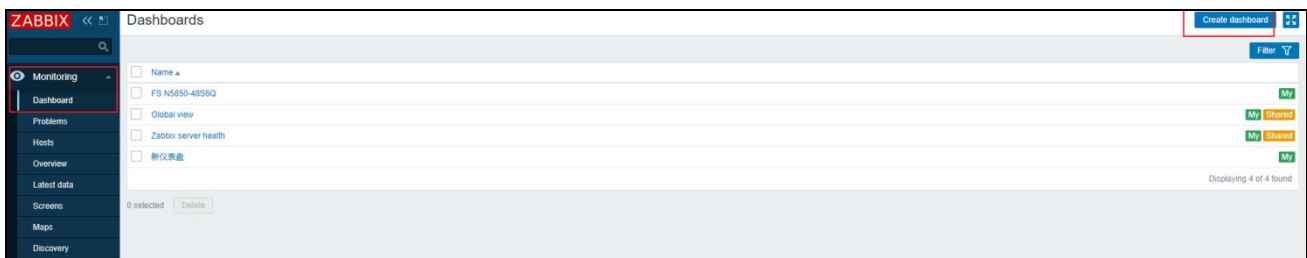 ZABBIX
Dashboards
Create dashboard
Filter
Monitoring
Dashboard
Problems
Hosts
Overview
Latest data
Screens
Maps
Discovery
Name
FS N5850-48S6Q My
Global view My Shared
Zabbix server health My Shared
新仪表盘 My
Displaying 4 of 4 found
0 selected Delete